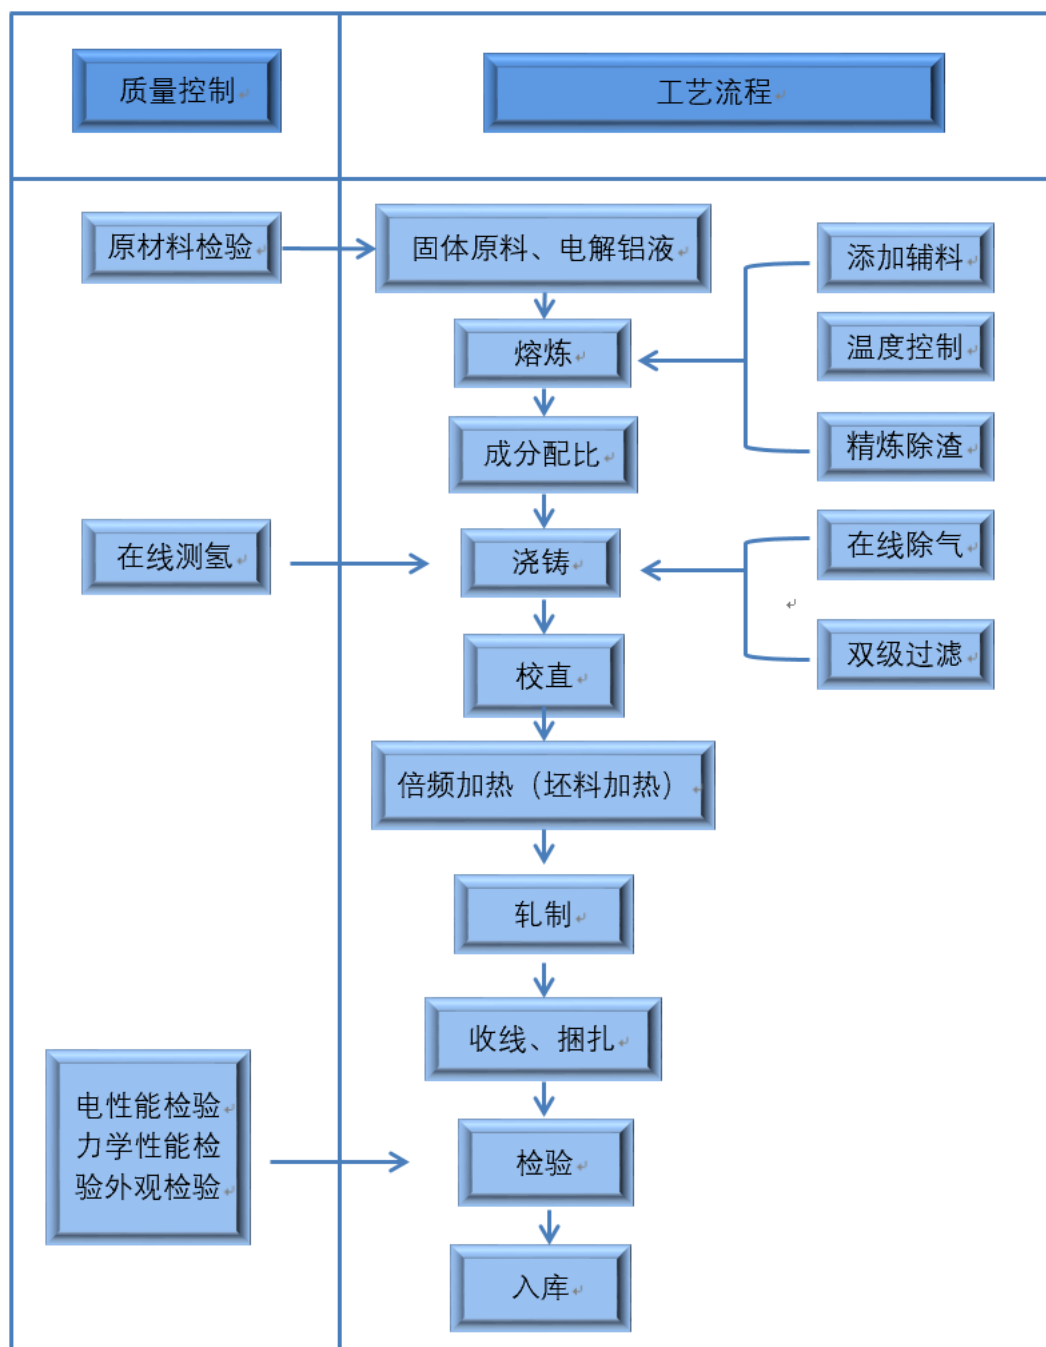 质量控制
工艺流程
原材料检验
固体原料、电解铝液
添加辅料
熔炼
温度控制
成分配比
精炼除渣
在线测氢
浇铸
在线除气
校直
双级过滤
倍频加热（坯料加热）
轧制
收线、捆扎
电性能检验
力学性能检
验外观检验
检验
入库